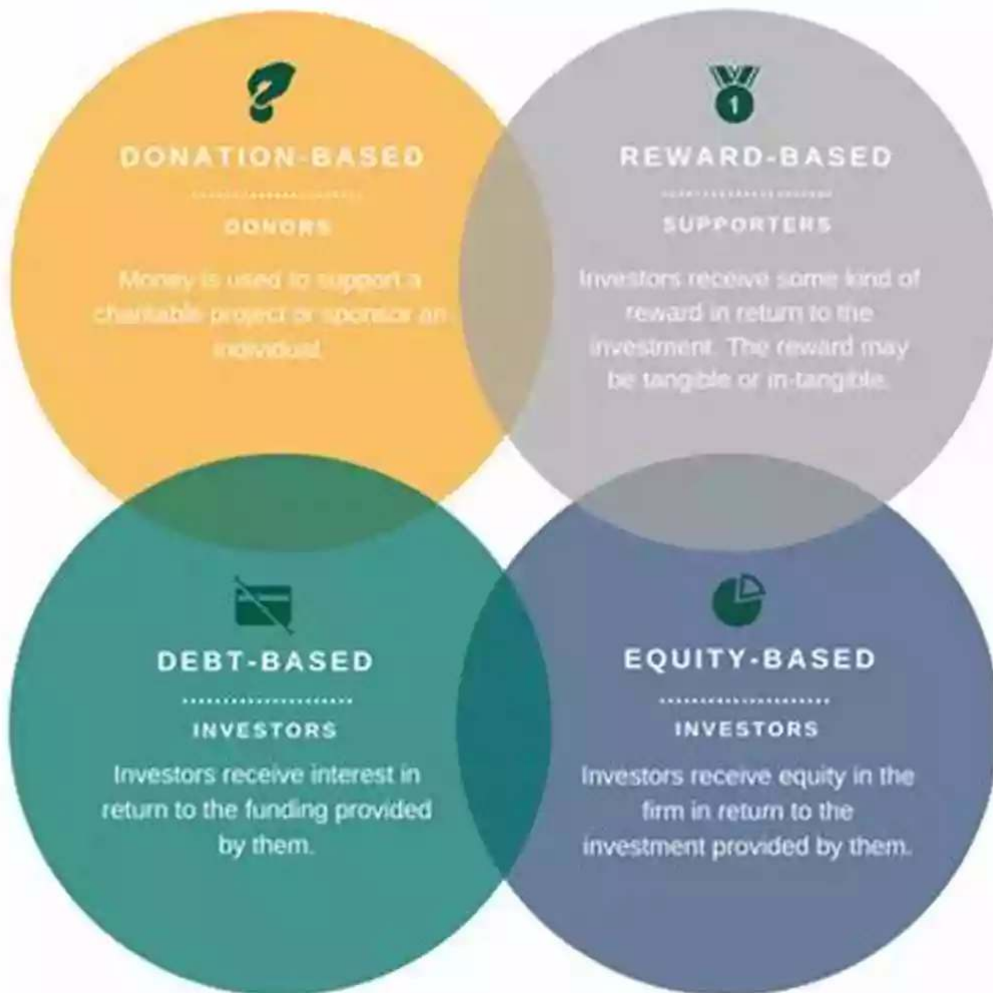 DONATION-BASED
DONORS
Money is used to support a
charitable project or sponsor an
individual.
REWARD-BASED
1
SUPPORTERS
Investors receive some kind of
reward in return to the
investment. The reward may
be tangible or in-tangible.
DEBT-BASED
INVESTORS
Investors receive interest in
return to the funding provided
by them.
EQUITY-BASED
INVESTORS
Investors receive equity in the
firm in return to the
investment provided by them.